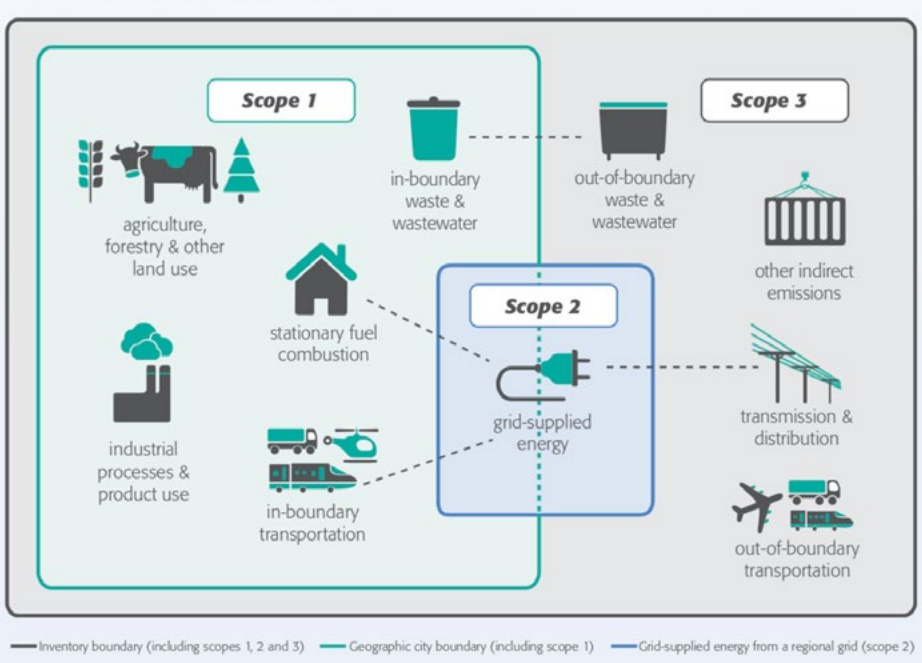 Scope 1
Scope 3
in-boundary
waste &
wastewater
out-of-boundary
waste &
wastewater
agriculture,
forestry & other
land use
other indirect
emissions
Scope 2
stationary fuel
combustion
grid-supplied
energy
transmission &
distribution
industrial
processes &
product use
in-boundary
transportation
out-of-boundary
transportation
Inventory boundary (including scopes 1, 2 and 3)
Geographic city boundary (including scope 1)
Grid-supplied energy from a regional grid (scope 2)